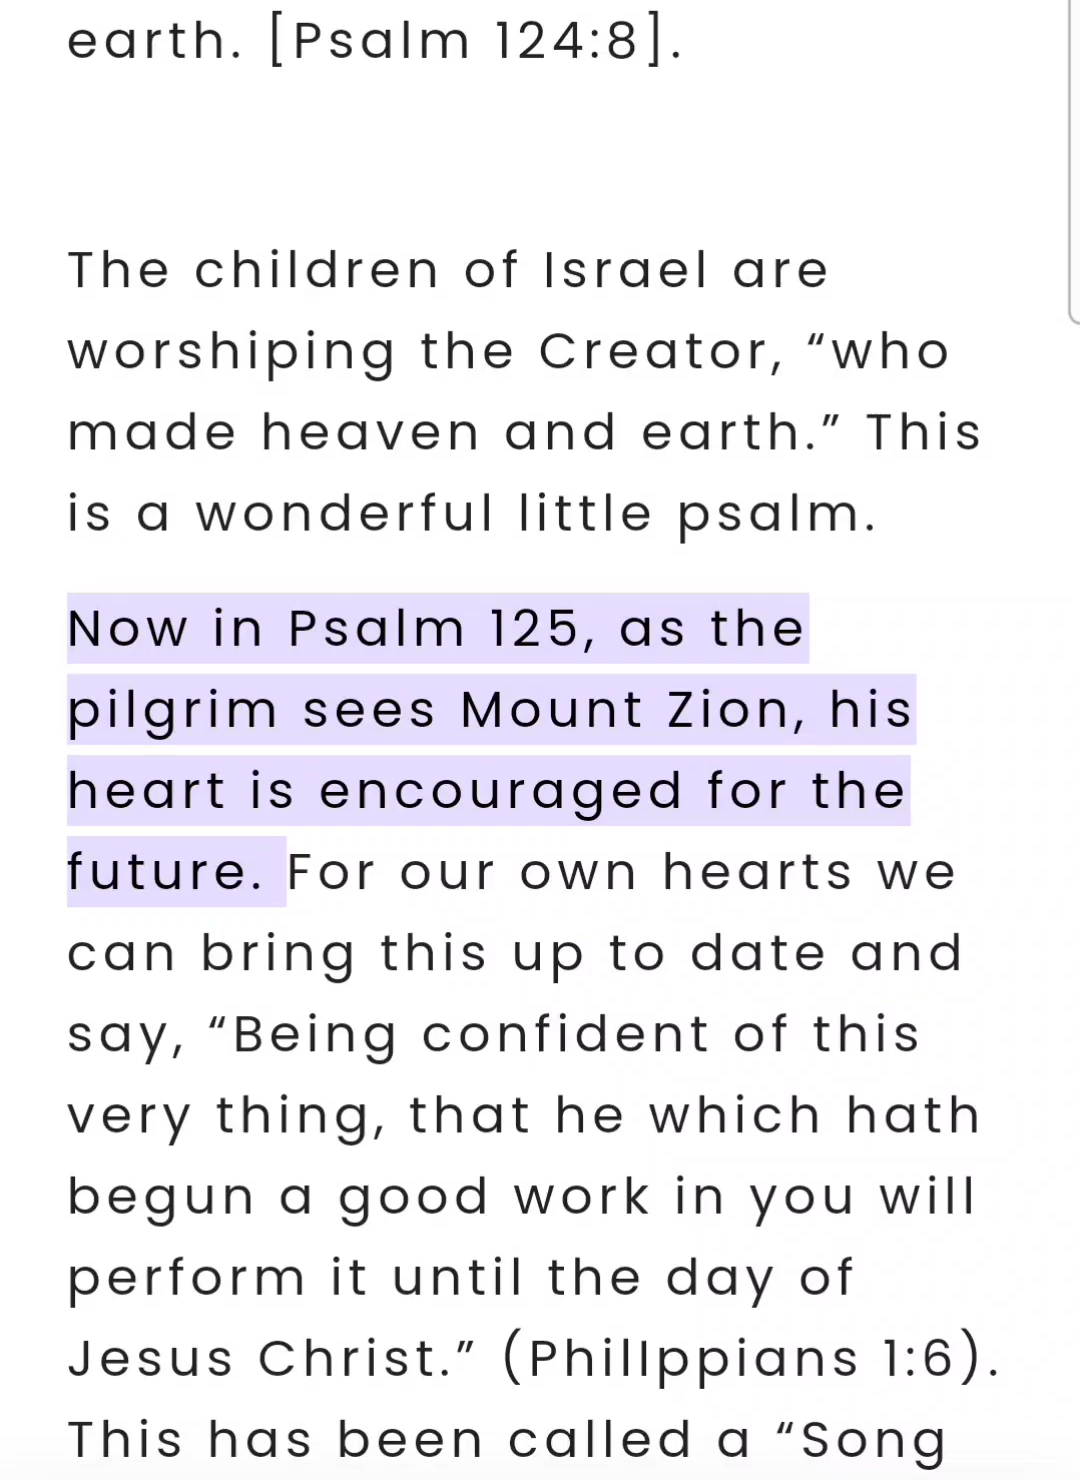 earth. [Psalm 124:8].
The children of Israel are
worshiping the Creator, “who
made heaven and earth.” This
is a wonderful little psalm.
Now in Psalm 125, as the
pilgrim sees Mount Zion, his
heart is encouraged for the
future. For our own hearts we
can bring this up to date and
say, “Being confident of this
very thing, that he which hath
begun a good work in you will
perform it until the day of
Jesus Christ.” (PhilIppians 1:6).
This has been called a “Song